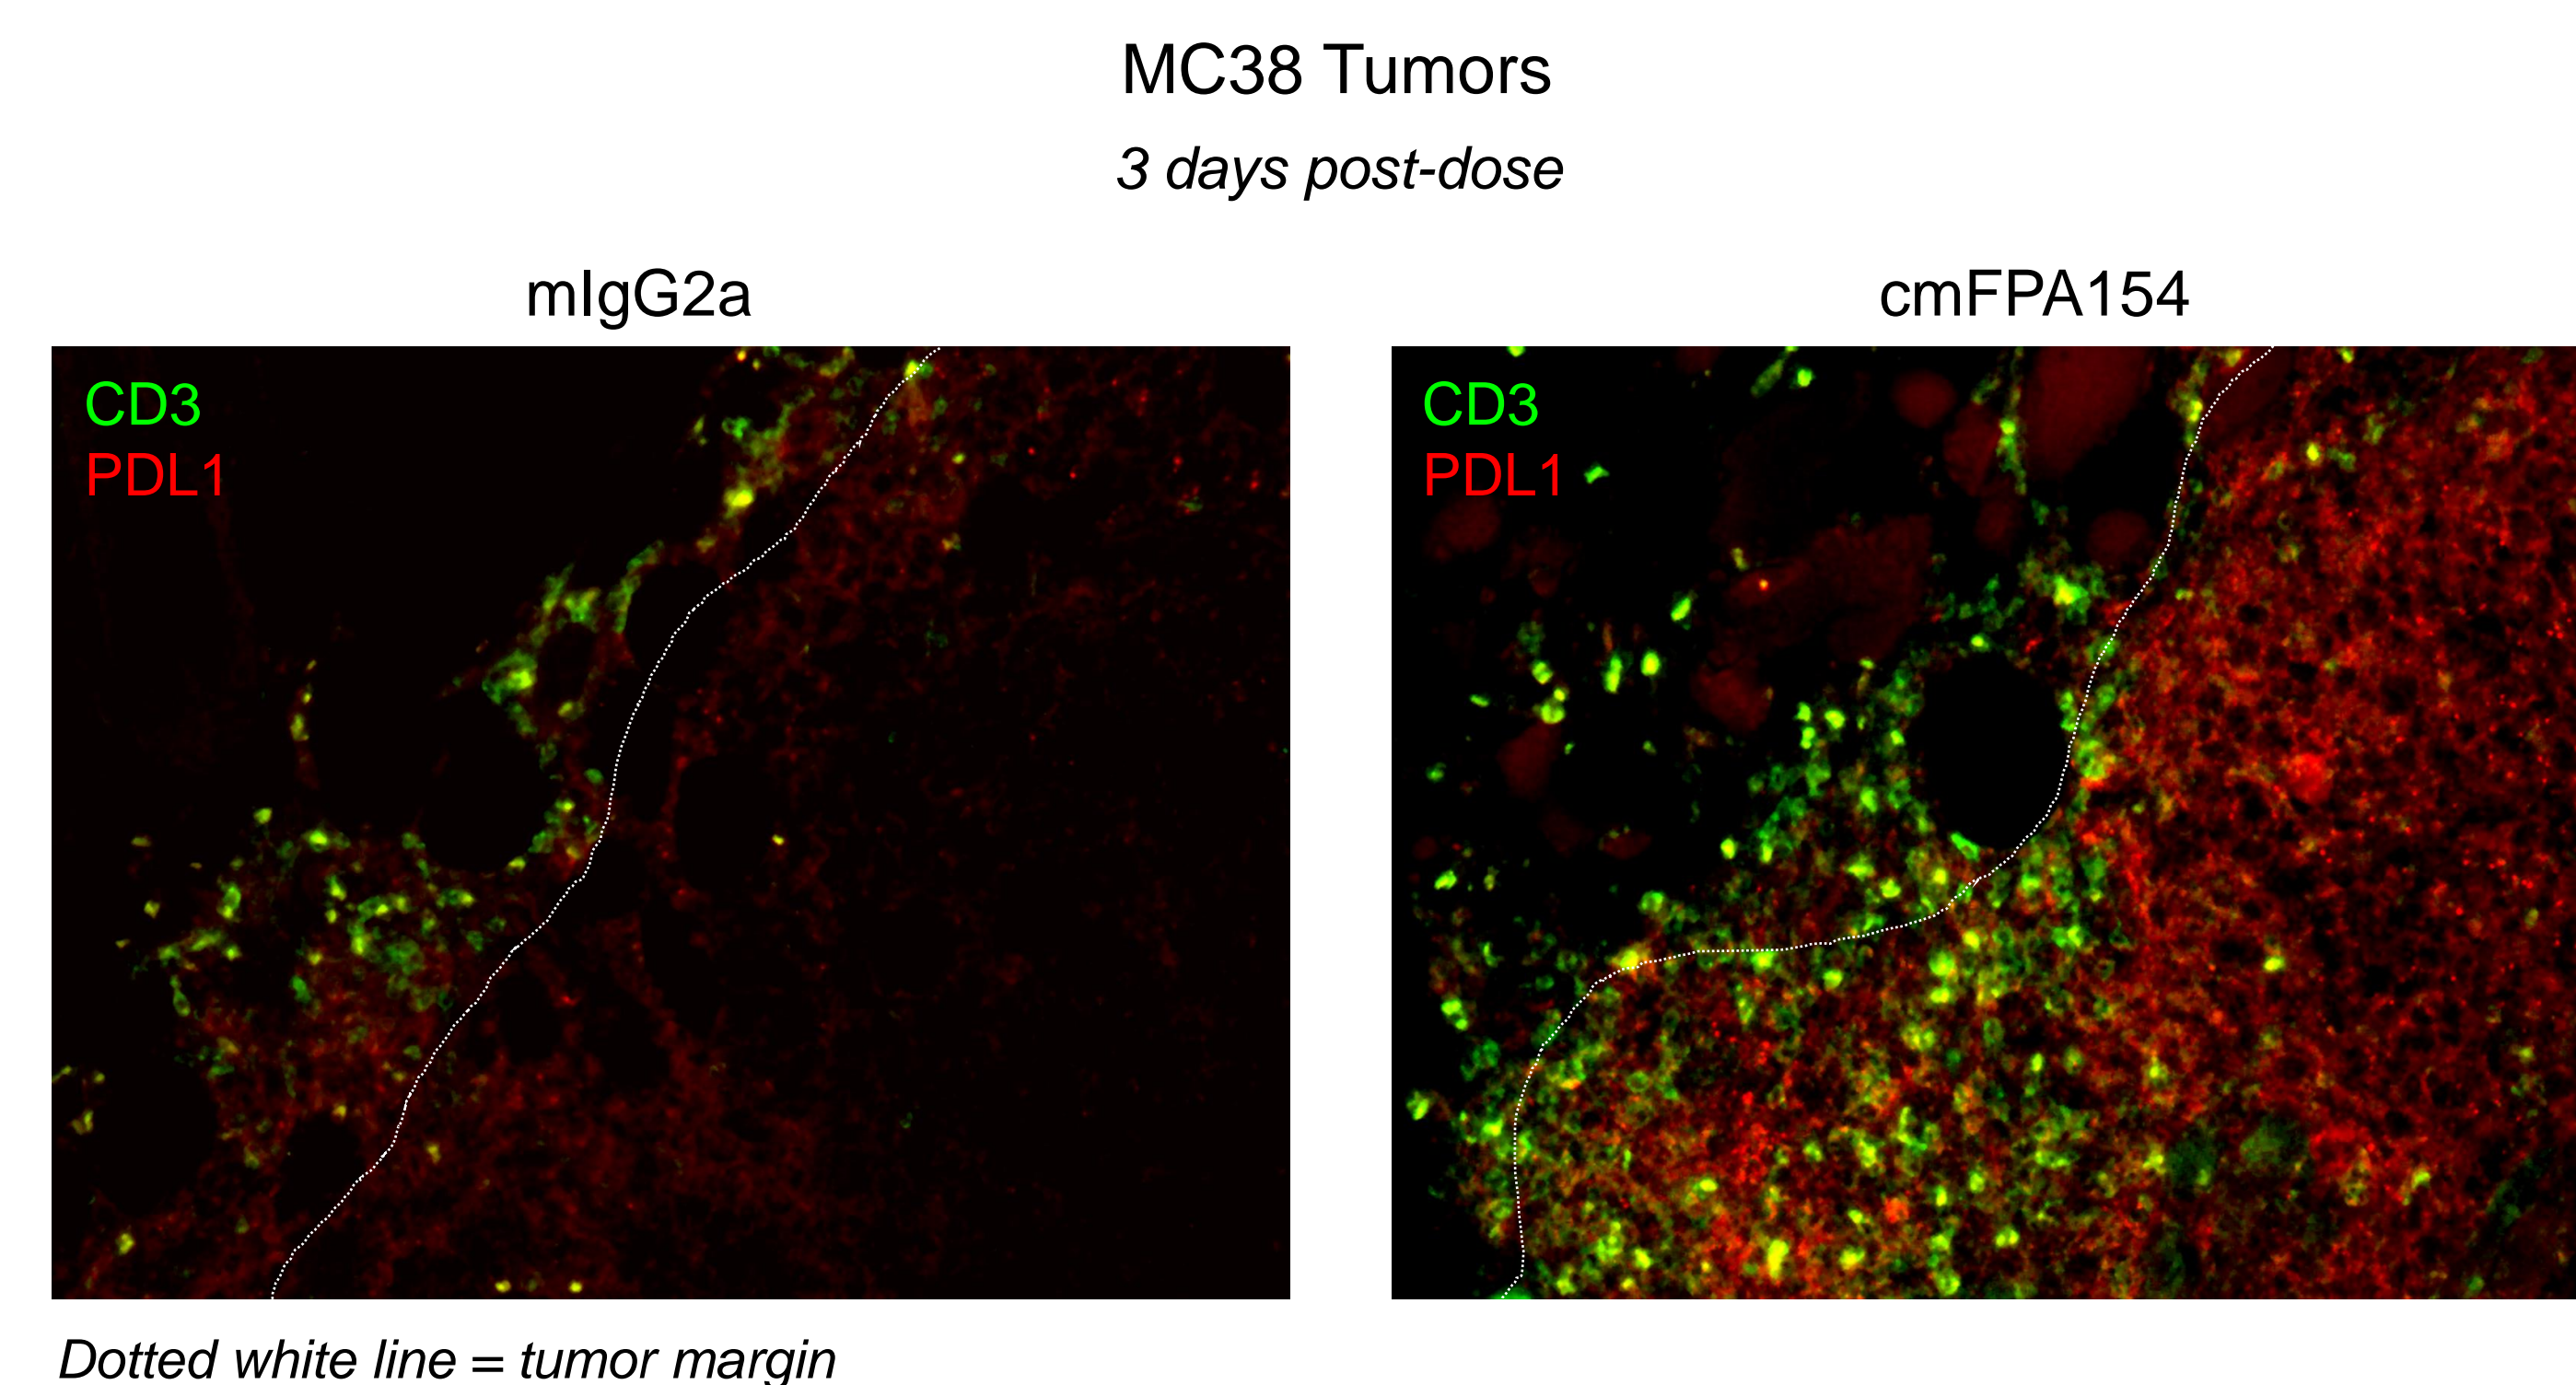 MC38 Tumors
3 days post-dose
mIgG2a
cmFPA154
CD3
PDL1
CD3
PDL1
Dotted white line = tumor margin